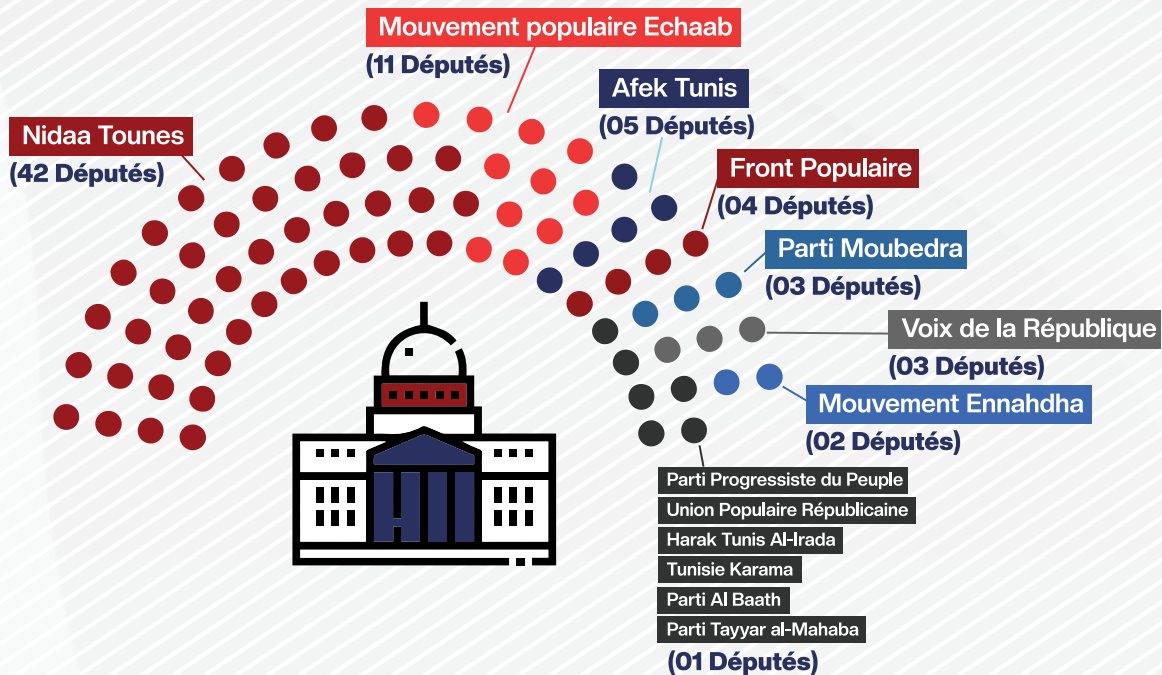 Mouvement populaire Echaab
(11 Députés)
Afek Tunis
(05 Députés)
Nidaa Tounes
(42 Députés)
Front Populaire
(04 Députés)
Parti Moubedra
(03 Députés)
Voix de la République
(03 Députés)
Mouvement Ennahdha
(02 Députés)
Parti Progressiste du Peuple
Union Populaire Républicaine
Harak Tunis Al-Irada
Tunisie Karama
Parti Al Baath
Parti Tayyar al-Mahaba
(01 Députés)